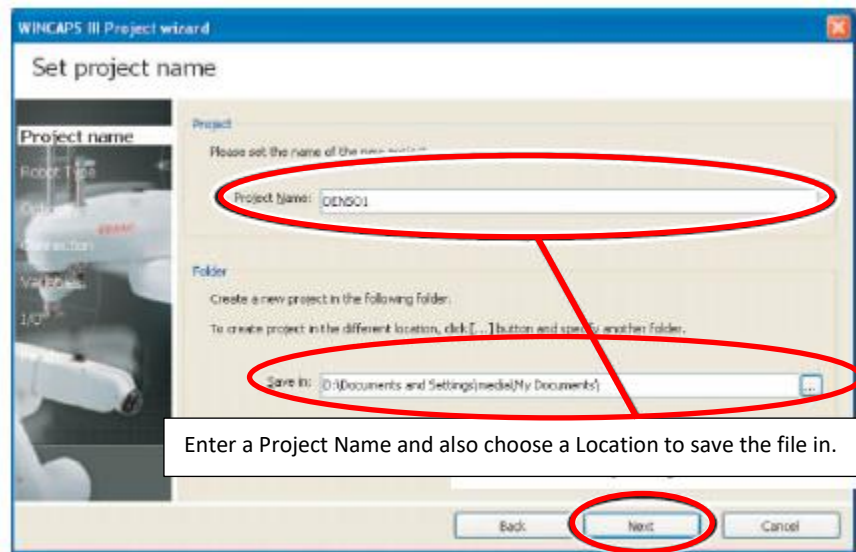 WINCAPS III Project wizard
Set project name
Project name
Robot Type
Connection
Variables
I/O
Project
Please set the name of the new project
Project Name: DENSO1
Folder
Create a new project in the following folder.
To create project in the different location, click [...] button and specify another folder.
Save in: D:\Documents and Settings\media\My Documents\
...
Enter a Project Name and also choose a Location to save the file in.
Back
Next
Cancel